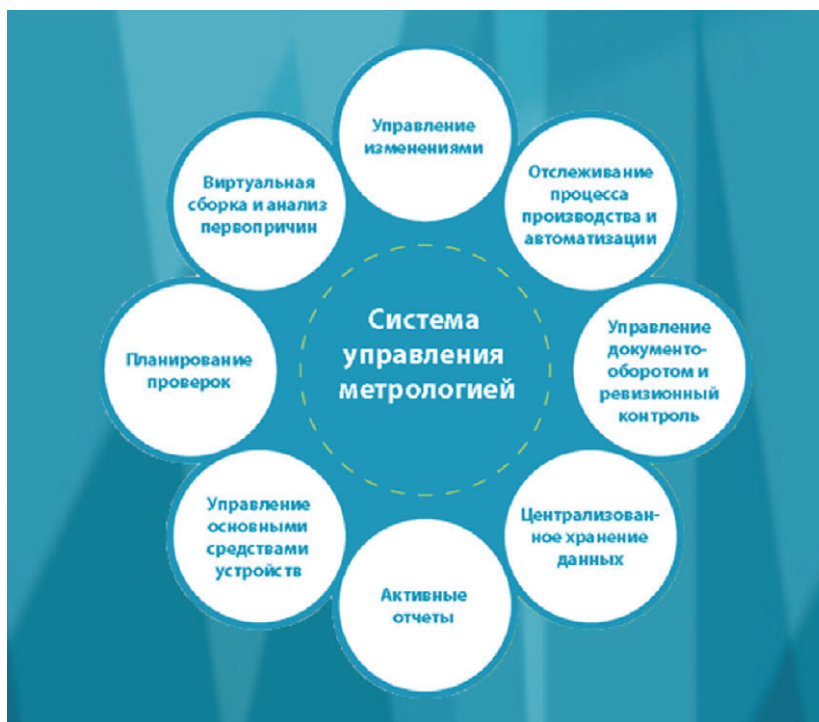 Управление
изменениями
Отслеживание
процесса
производства и
автоматизации
Управление
документо-
оборотом и
ревизионный
контроль
Централизован-
ное хранение
данных
Активные
отчеты
Управление
основными
средствами
устройств
Планирование
проверок
Виртуальная
сборка и анализ
первопричин
Система
управления
метрологией